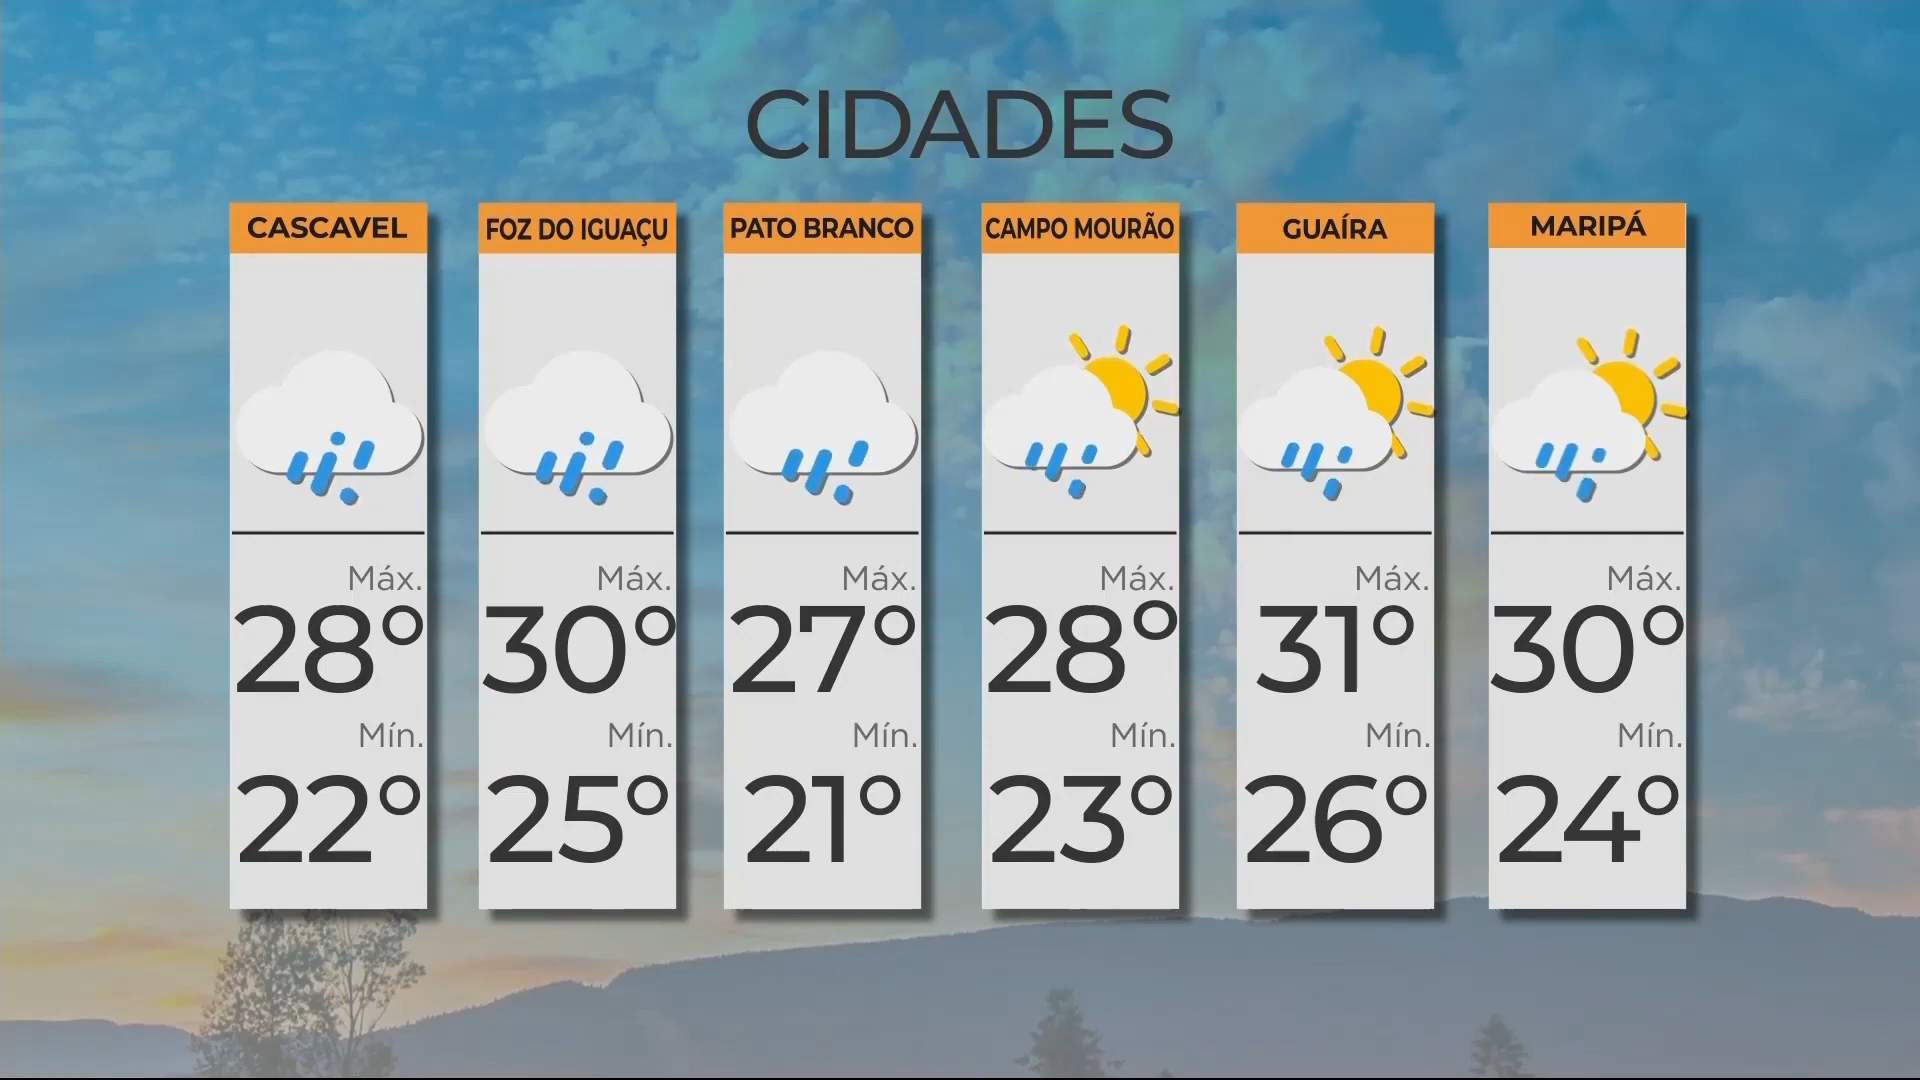 CIDADES
CASCAVEL
Máx.
28°
Mín.
22°
FOZ DO IGUAÇU
Máx.
30°
Mín.
25°
PATO BRANCO
Máx.
27°
Mín.
21°
CAMPO MOURÃO
Máx.
28°
Mín.
23°
GUAÍRA
Máx.
31°
Mín.
26°
MARIPÁ
Máx.
30°
Mín.
24°